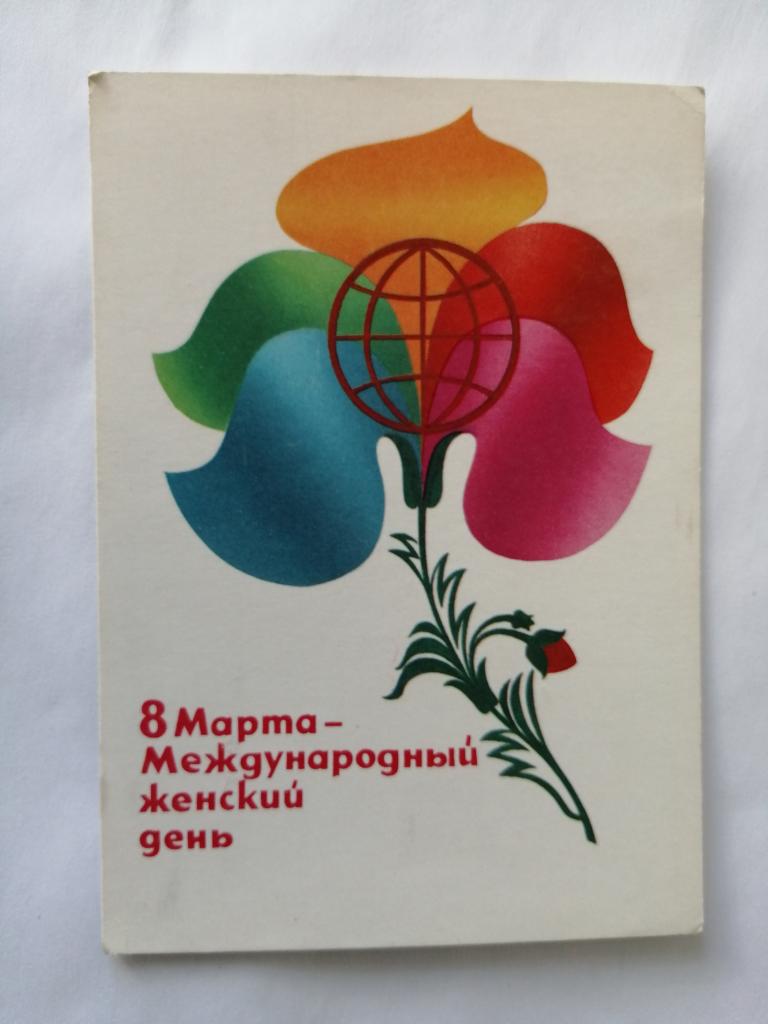 8 Марта –
Международный
женский
день